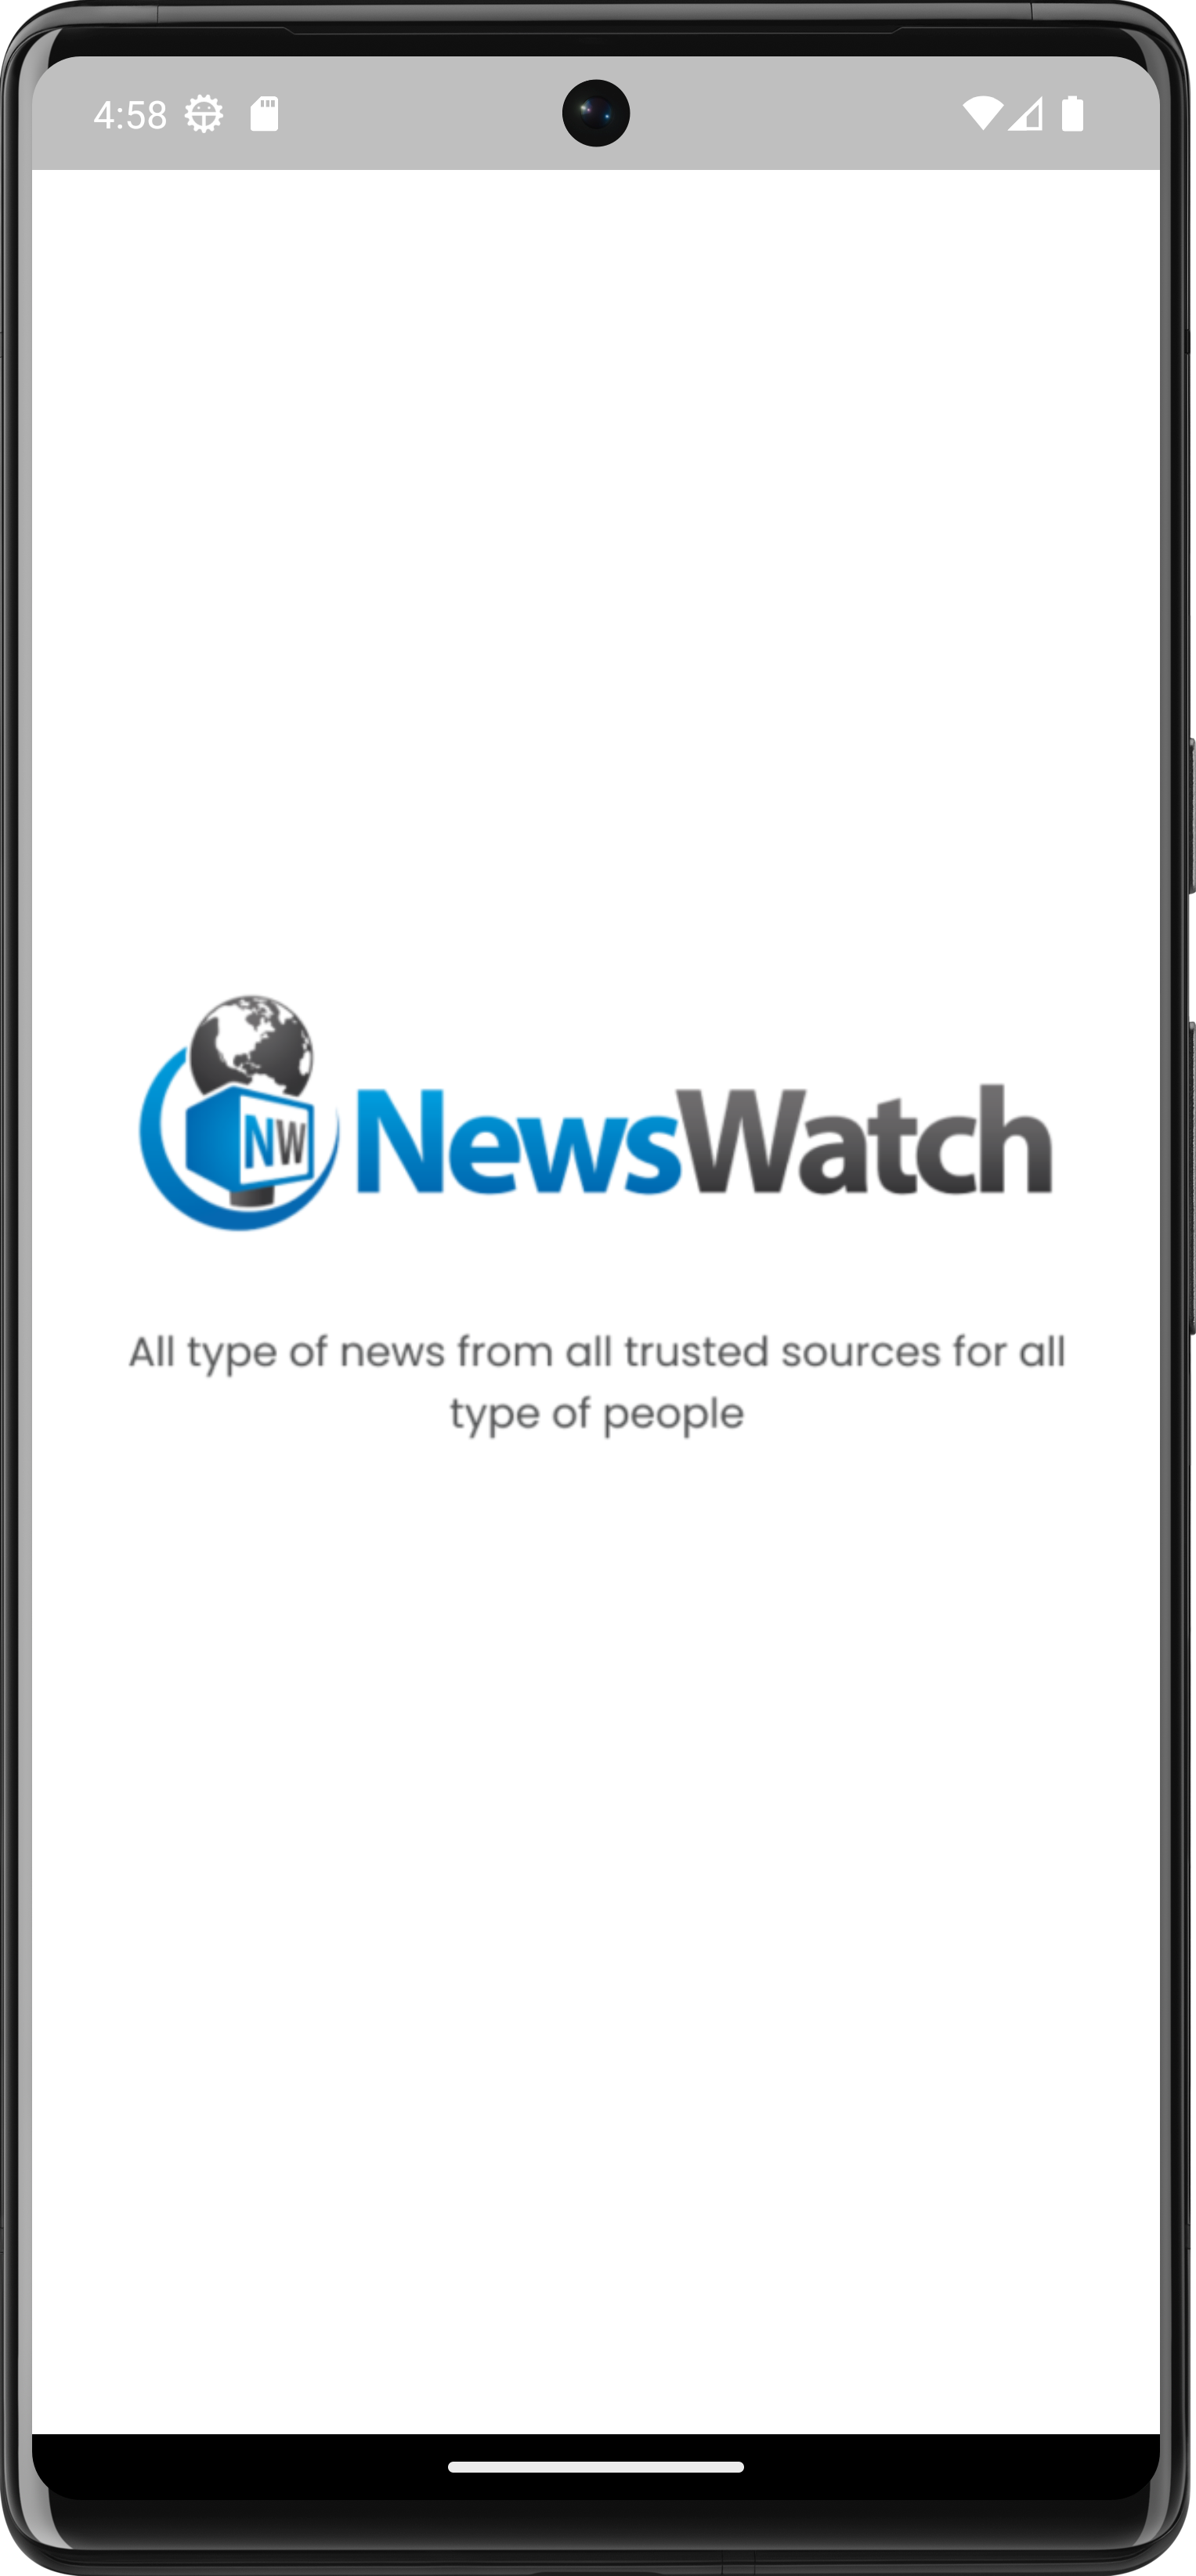 4:58
NW
NewsWatch
All type of news from all trusted sources for all
type of people